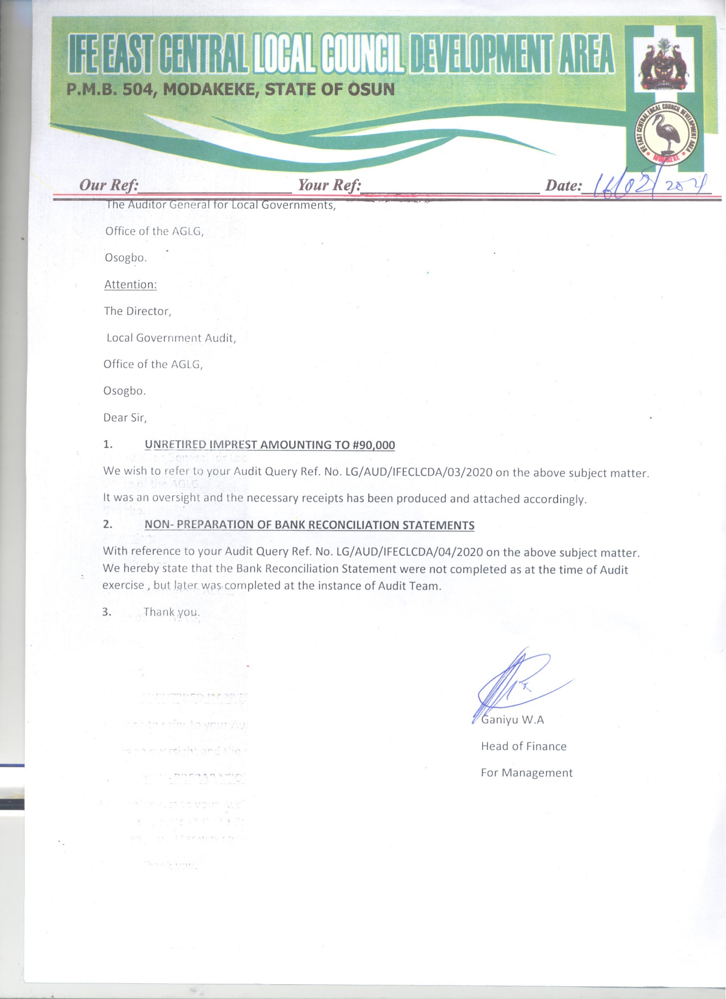 IFE EAST CENTRAL LOCAL COUNCIL DEVELOPMENT AREA
P.M.B. 504, MODAKEKE, STATE OF OSUN
IFE EAST CENTRAL LOCAL COUNCIL DEVELOPMENT AREA
MODAKEKE
Our Ref: Your Ref: Date: 16/02/
The Auditor General for Local Governments,
Office of the AGLG,
Osogbo.
Attention:
The Director,
Local Government Audit,
Office of the AGLG,
Osogbo.
Dear Sir,
1. UNRETIRED IMPREST AMOUNTING TO #90,000
We wish to refer to your Audit Query Ref. No. LG/AUD/IFECLCDA/03/2020 on the above subject matter.
It was an oversight and the necessary receipts has been produced and attached accordingly.
2. NON- PREPARATION OF BANK RECONCILIATION STATEMENTS
With reference to your Audit Query Ref. No. LG/AUD/IFECLCDA/04/2020 on the above subject matter.
We hereby state that the Bank Reconciliation Statement were not completed as at the time of Audit
exercise , but later was completed at the instance of Audit Team.
3. Thank you.
Ganiyu W.A
Head of Finance
For Management